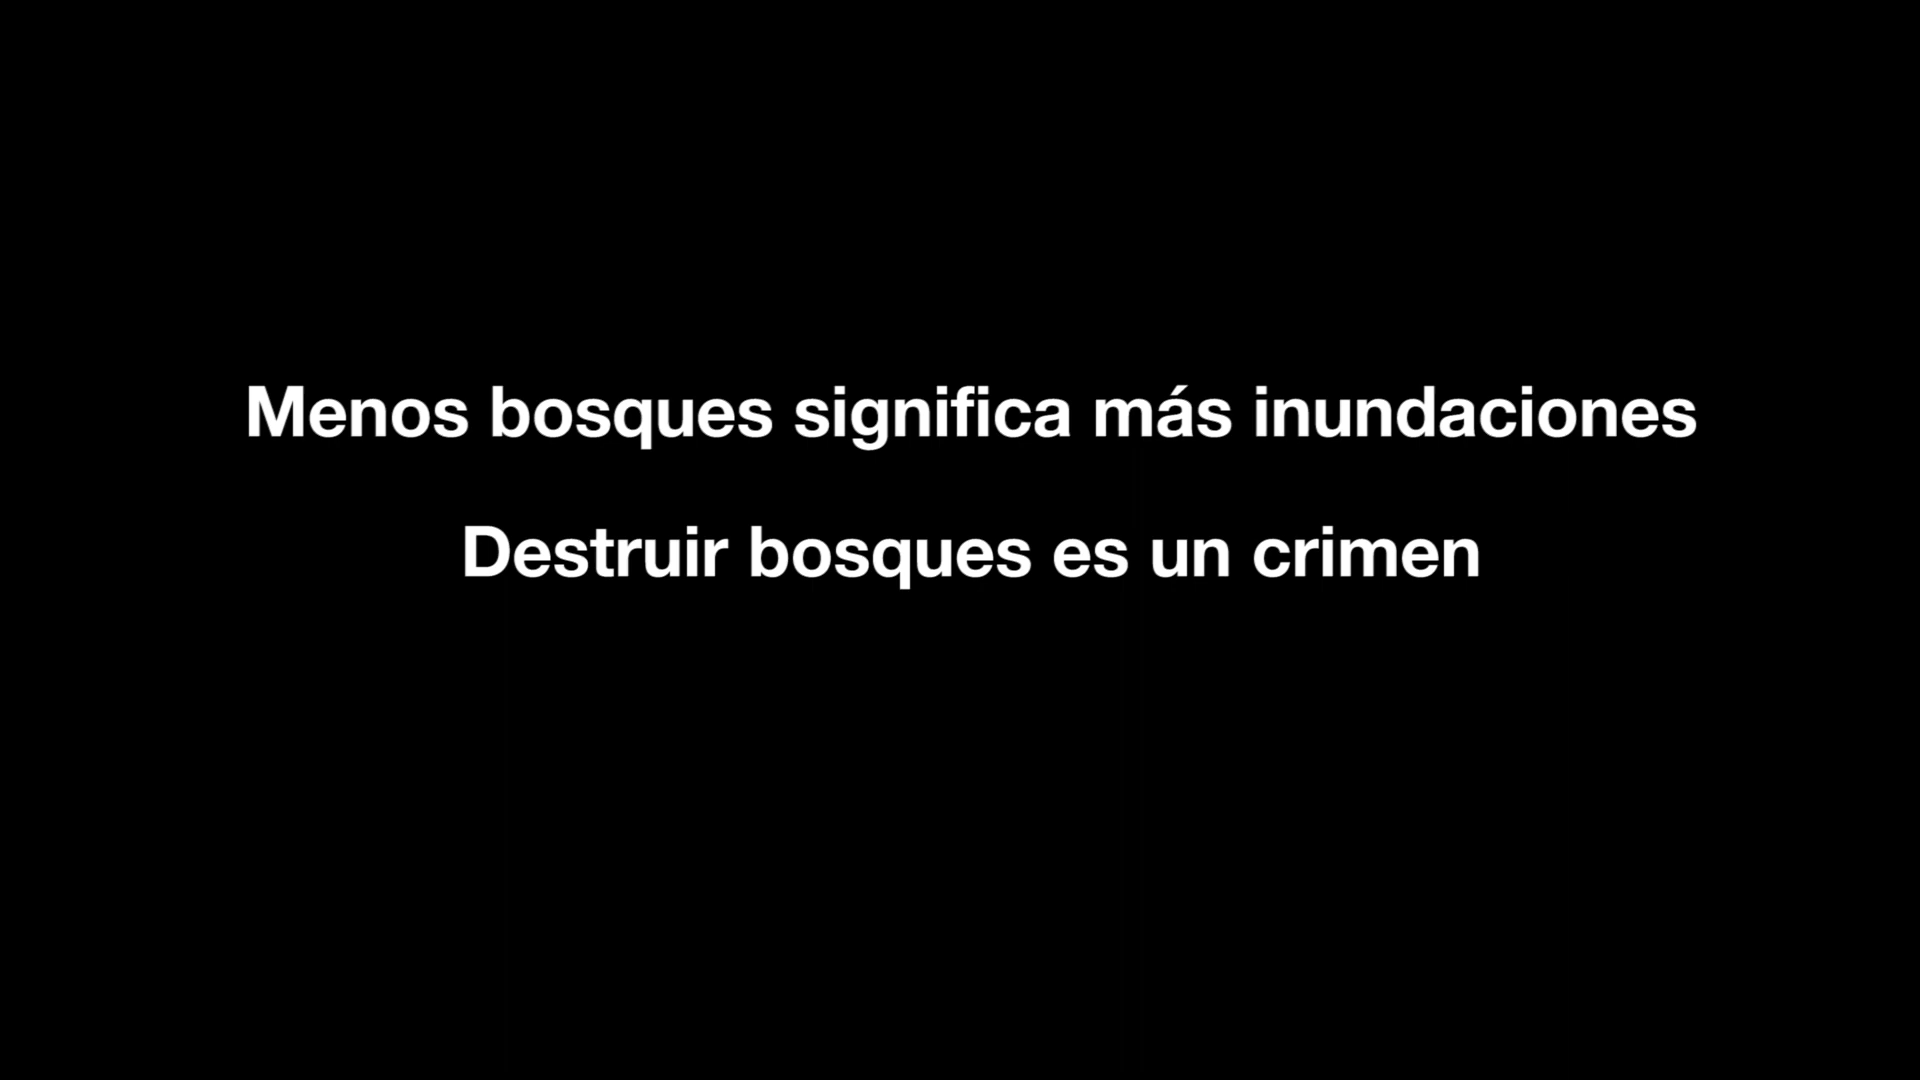 Menos bosques significa más inundaciones
Destruir bosques es un crimen